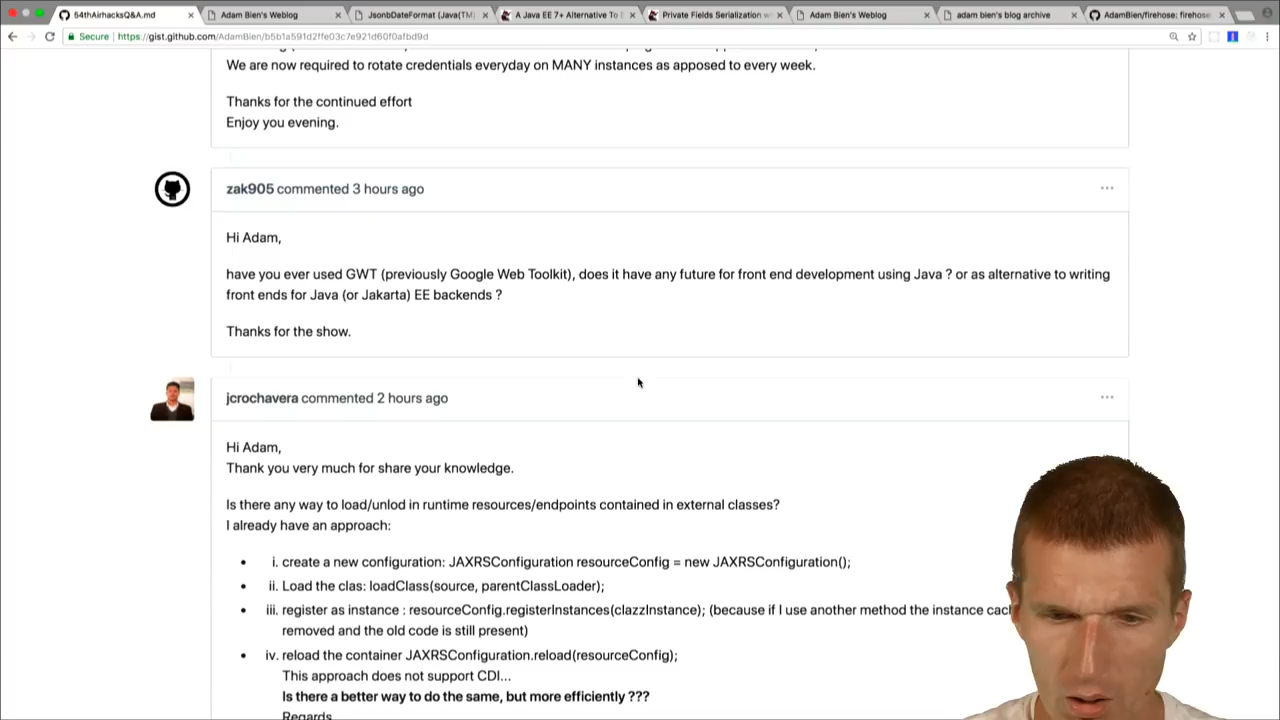 54thAirhacksQ&A.md
Adam Bien's Weblog
JsonbDateFormat (Java(TM)
A Java EE 7+ Alternative To E
Private Fields Serialization w
Adam Bien's Weblog
adam bien's blog archive
AdamBien/firehose: firehose
Secure
https://gist.github.com/AdamBien/b5b1a591d2ffe03c7e921d60f0afbd9d
We are now required to rotate credentials everyday on MANY instances as apposed to every week.
Thanks for the continued effort
Enjoy you evening.
zak905 commented 3 hours ago
Hi Adam,
have you ever used GWT (previously Google Web Toolkit), does it have any future for front end development using Java ? or as alternative to writing
front ends for Java (or Jakarta) EE backends ?
Thanks for the show.
jcrochavera commented 2 hours ago
Hi Adam,
Thank you very much for share your knowledge.
Is there any way to load/unlod in runtime resources/endpoints contained in external classes?
I already have an approach:
i. create a new configuration: JAXRSConfiguration resourceConfig = new JAXRSConfiguration();
ii. Load the clas: loadClass(source, parentClassLoader);
iii. register as instance : resourceConfig.registerInstances(clazzInstance); (because if I use another method the instance cac
removed and the old code is still present)
iv. reload the container JAXRSConfiguration.reload(resourceConfig);
This approach does not support CDI...
Is there a better way to do the same, but more efficiently ???
Regards